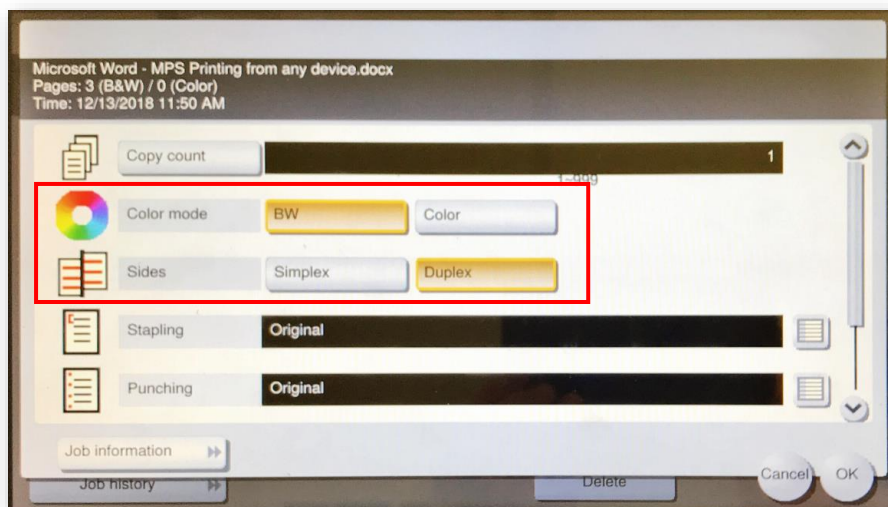 Microsoft Word - MPS Printing from any device.docx
Pages: 3 (B&W) / 0 (Color)
Time: 12/13/2018 11:50 AM
Copy count 1
1~999
Color mode BW Color
Sides Simplex Duplex
Stapling Original
Punching Original
Job information
Job history Delete Cancel OK